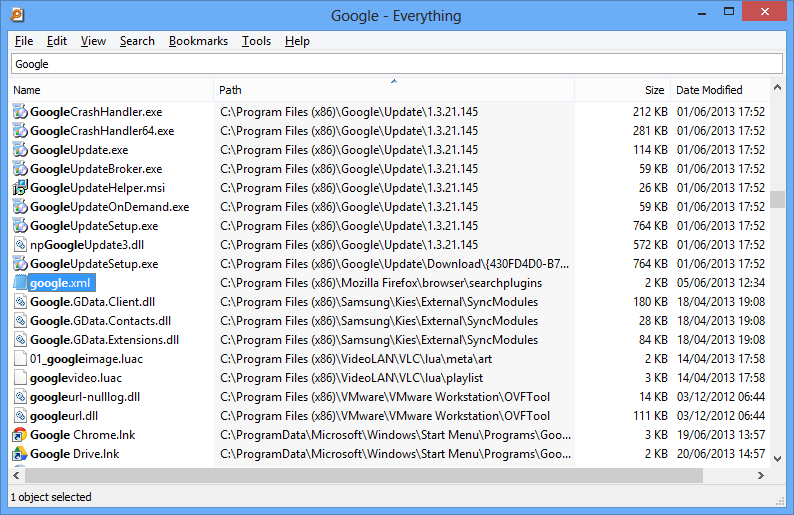 Google - Everything
File Edit View Search Bookmarks Tools Help
Google
Name Path Size Date Modified
GoogleCrashHandler.exe C:\Program Files (x86)\Google\Update\1.3.21.145 212 KB 01/06/2013 17:52
GoogleCrashHandler64.exe C:\Program Files (x86)\Google\Update\1.3.21.145 281 KB 01/06/2013 17:52
GoogleUpdate.exe C:\Program Files (x86)\Google\Update\1.3.21.145 114 KB 01/06/2013 17:52
GoogleUpdateBroker.exe C:\Program Files (x86)\Google\Update\1.3.21.145 59 KB 01/06/2013 17:52
GoogleUpdateHelper.msi C:\Program Files (x86)\Google\Update\1.3.21.145 26 KB 01/06/2013 17:52
GoogleUpdateOnDemand.exe C:\Program Files (x86)\Google\Update\1.3.21.145 59 KB 01/06/2013 17:52
GoogleUpdateSetup.exe C:\Program Files (x86)\Google\Update\1.3.21.145 764 KB 01/06/2013 17:52
npGoogleUpdate3.dll C:\Program Files (x86)\Google\Update\1.3.21.145 572 KB 01/06/2013 17:52
GoogleUpdateSetup.exe C:\Program Files (x86)\Google\Update\Download\{430FD4D0-B7... 764 KB 01/06/2013 17:52
google.xml C:\Program Files (x86)\Mozilla Firefox\browser\searchplugins 2 KB 05/06/2013 12:34
Google.GData.Client.dll C:\Program Files (x86)\Samsung\Kies\External\SyncModules 180 KB 18/04/2013 19:08
Google.GData.Contacts.dll C:\Program Files (x86)\Samsung\Kies\External\SyncModules 28 KB 18/04/2013 19:08
Google.GData.Extensions.dll C:\Program Files (x86)\Samsung\Kies\External\SyncModules 84 KB 18/04/2013 19:08
01_googleimage.luac C:\Program Files (x86)\VideoLAN\VLC\lua\meta\art 2 KB 14/04/2013 17:58
googlevideo.luac C:\Program Files (x86)\VideoLAN\VLC\lua\playlist 3 KB 14/04/2013 17:58
googleurl-nulllog.dll C:\Program Files (x86)\VMware\VMware Workstation\OVFTool 14 KB 03/12/2012 06:44
googleurl.dll C:\Program Files (x86)\VMware\VMware Workstation\OVFTool 111 KB 03/12/2012 06:44
Google Chrome.lnk C:\ProgramData\Microsoft\Windows\Start Menu\Programs\Goo... 3 KB 19/06/2013 13:57
Google Drive.lnk C:\ProgramData\Microsoft\Windows\Start Menu\Programs\Goo... 2 KB 20/06/2013 14:57
1 object selected